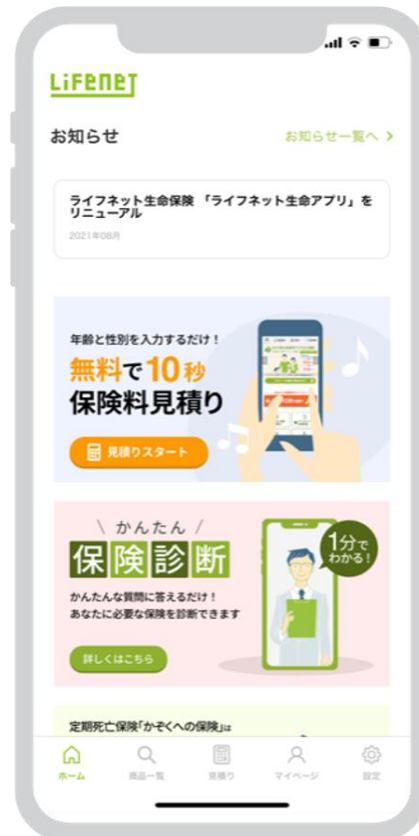 LIFENET
お知らせ
お知らせ一覧へ >
ライフネット生命保険 「ライフネット生命アプリ」を
リニューアル
2021年08月
年齢と性別を入力するだけ！
無料で10秒
保険料見積り
見積りスタート
\ かんたん /
保険診断
1分で
わかる！
かんたんな質問に答えるだけ！
あなたに必要な保険を診断できます
詳しくはこちら
定期死亡保険「かぞくへの保険」は
ホーム 商品一覧 見積り マイページ 設定